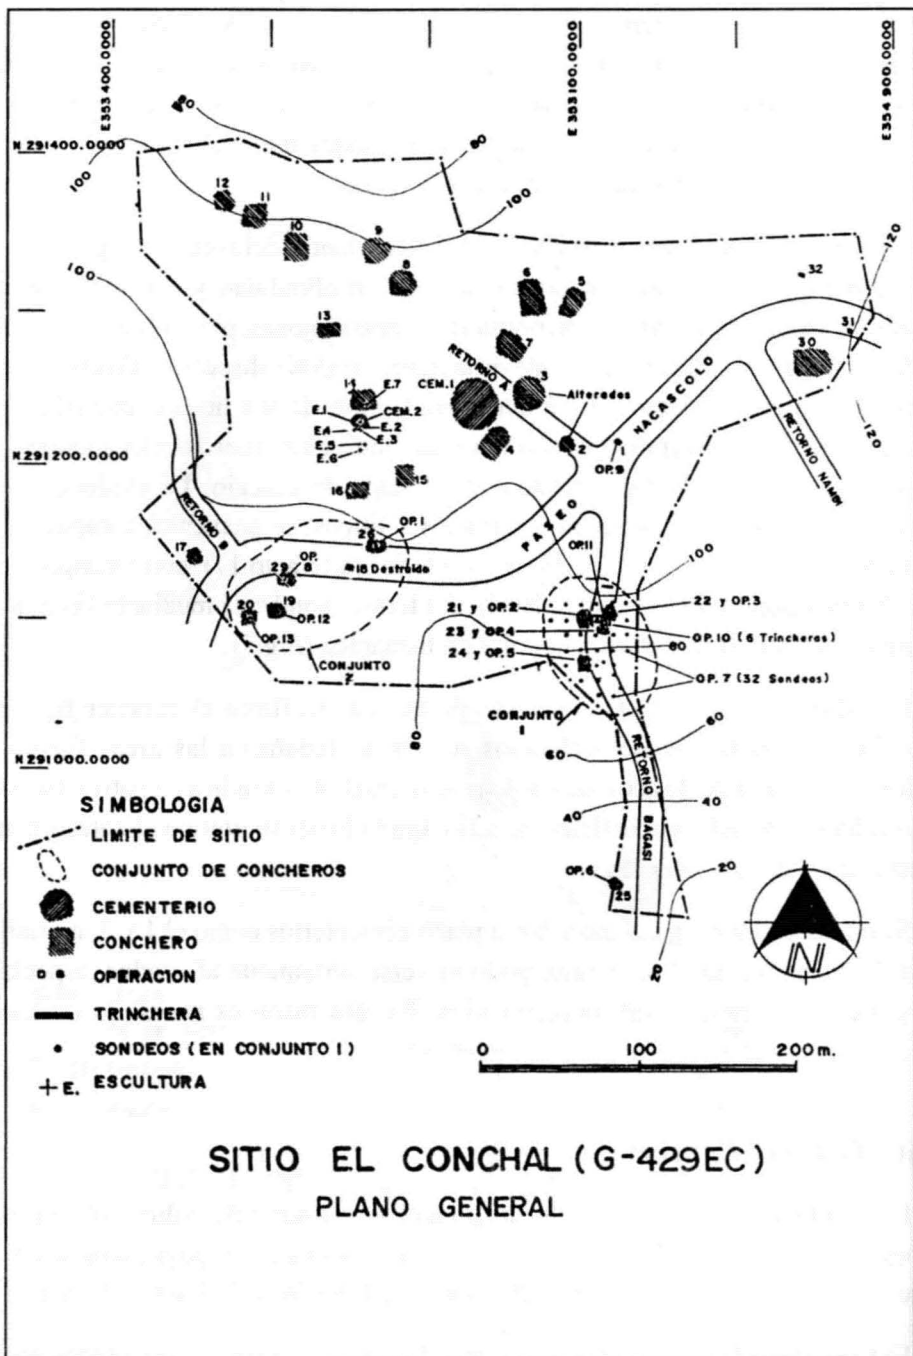 E 353 400.0000
E 353 100.0000
E 354 900.0000
N 291400.0000
80
80
100
100
100
120
12
11
10
9
8
6
5
32
31
30
13
7
RETORNO A
3
Alterados
NACASCOLO
120
14
E.7
CEM.1
E.1
CEM.2
E.4
E.2
E.5
E.3
E.6
4
2
1
OP.9
RETORNO NAMBI
N 291200.0000
16
15
RETORNO B
PASEO
26
OP.1
OP.11
100
17
29
OP.
8
18 Destruido
20
19
OP.12
OP.13
21 y OP.2
22 y OP.3
23 y OP.4
OP.10 (6 Trincheras)
24 y OP.5
80
OP.7 (32 Sondeos)
CONJUNTO
2
80
CONJUNTO
1
60
60
RETORNO
BAGASI
40
40
20
20
OP.6
25
N 291000.0000
SIMBOLOGIA
LIMITE DE SITIO
CONJUNTO DE CONCHEROS
CEMENTERIO
CONCHERO
OPERACION
TRINCHERA
SONDEOS (EN CONJUNTO I)
+ E. ESCULTURA
N
0 100 200 m.
SITIO EL CONCHAL (G-429EC)
PLANO GENERAL